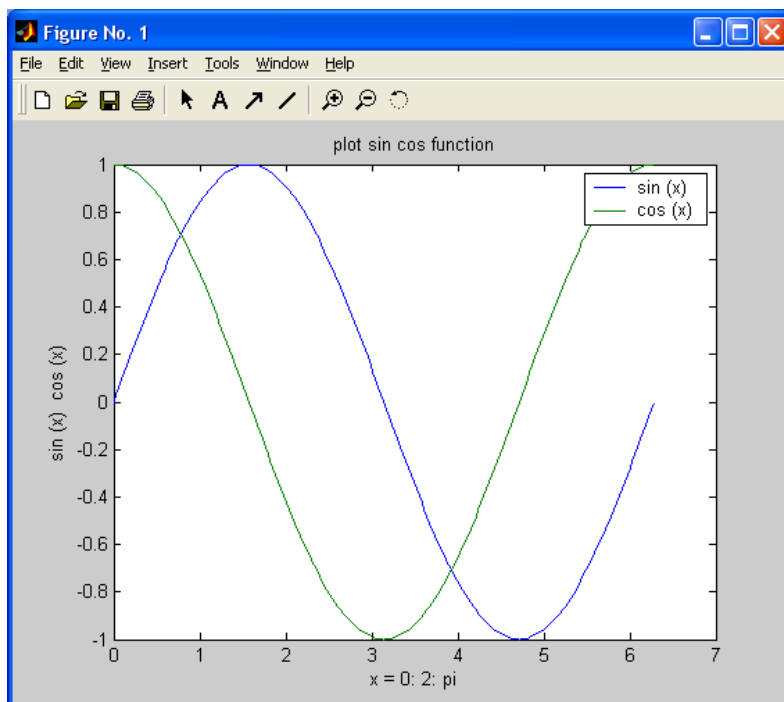 Figure No. 1
File Edit View Insert Tools Window Help
A
plot sin cos function
1
0.8
0.6
0.4
0.2
0
-0.2
-0.4
-0.6
-0.8
-1
sin (x) cos (x)
sin (x)
cos (x)
0 1 2 3 4 5 6 7
x = 0: 2: pi